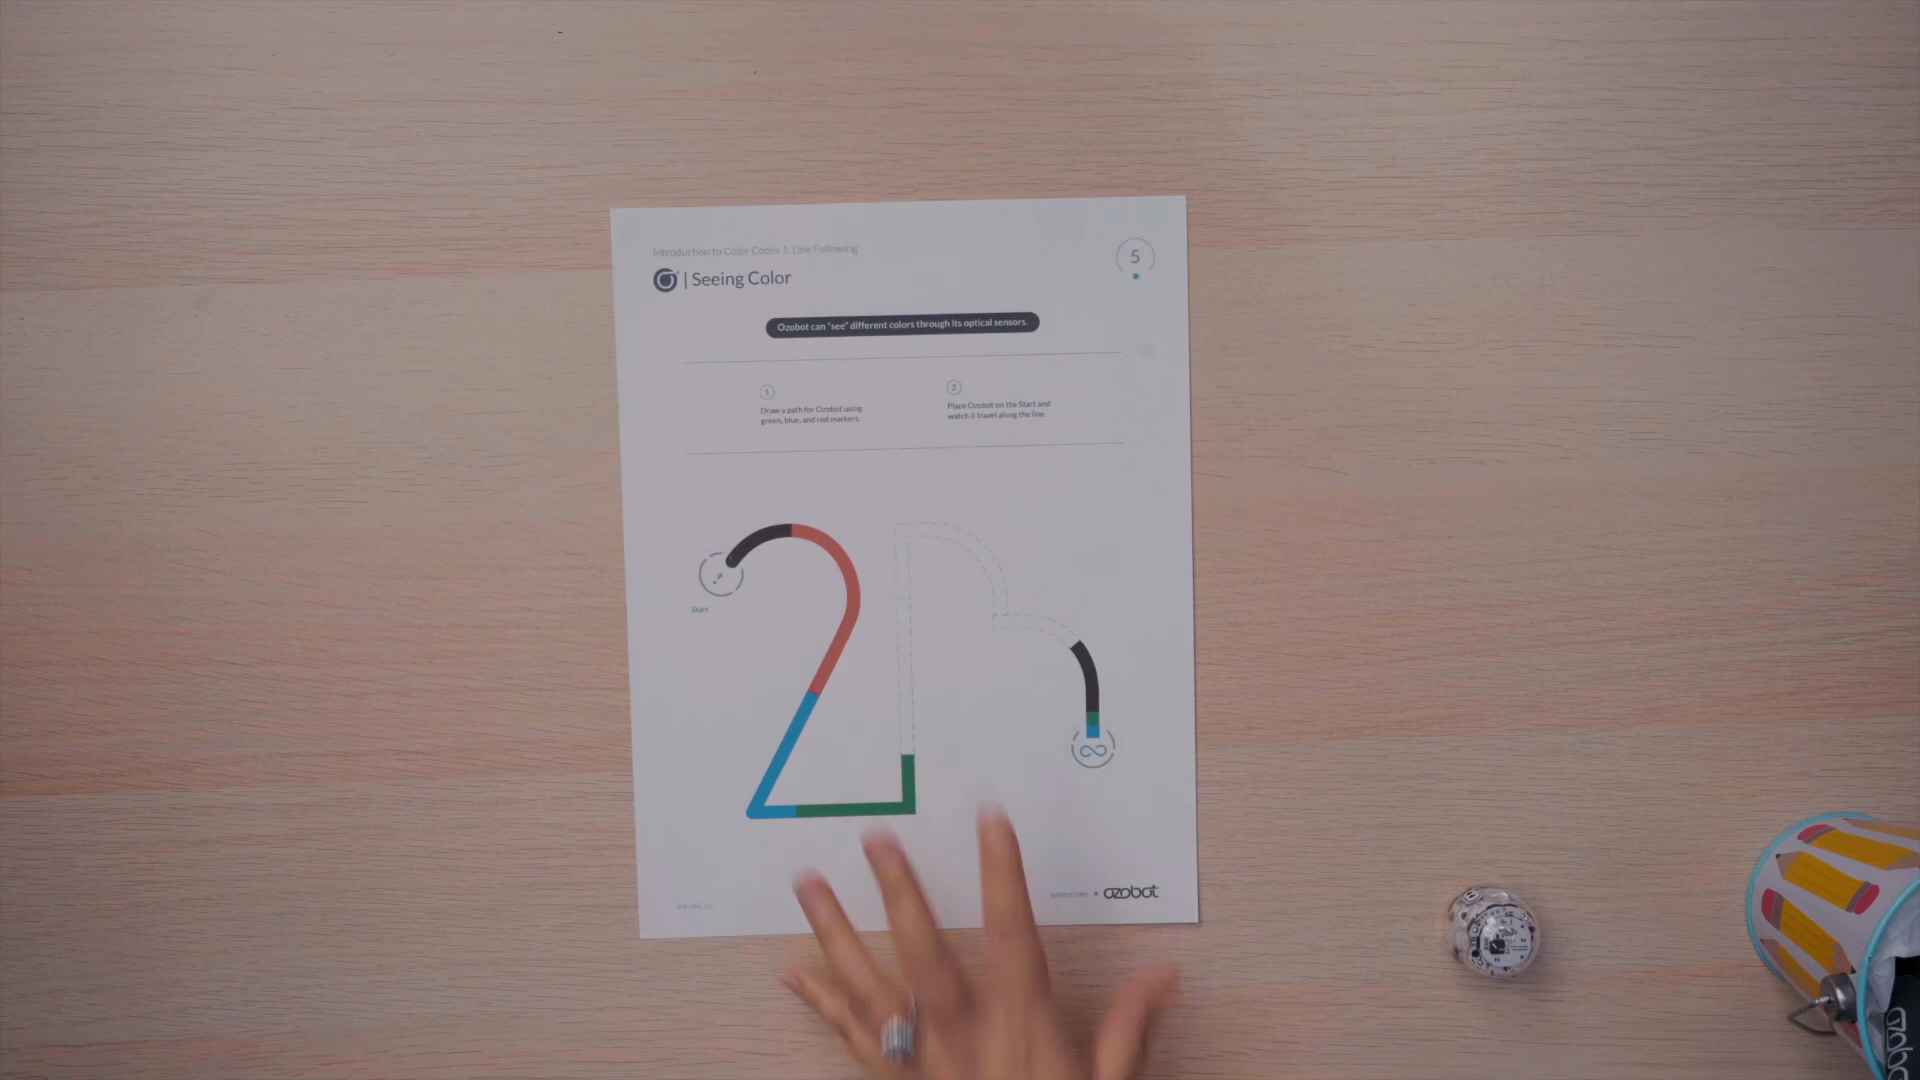 Introduction to Color Codes 1: Line Following
5
| Seeing Color
Ozobot can "see" different colors through its optical sensors.
1
2
Draw a path for Ozobot using
green, blue, and red markers.
Place Ozobot on the Start and
watch it travel along the line.
Start
ozobot.com • ozobot